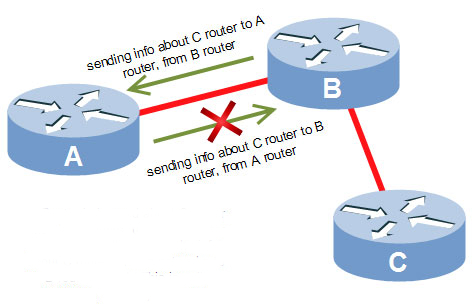 sending info about C router to A
router, from B router
B
A
sending info about C router to B
router, from A router
C